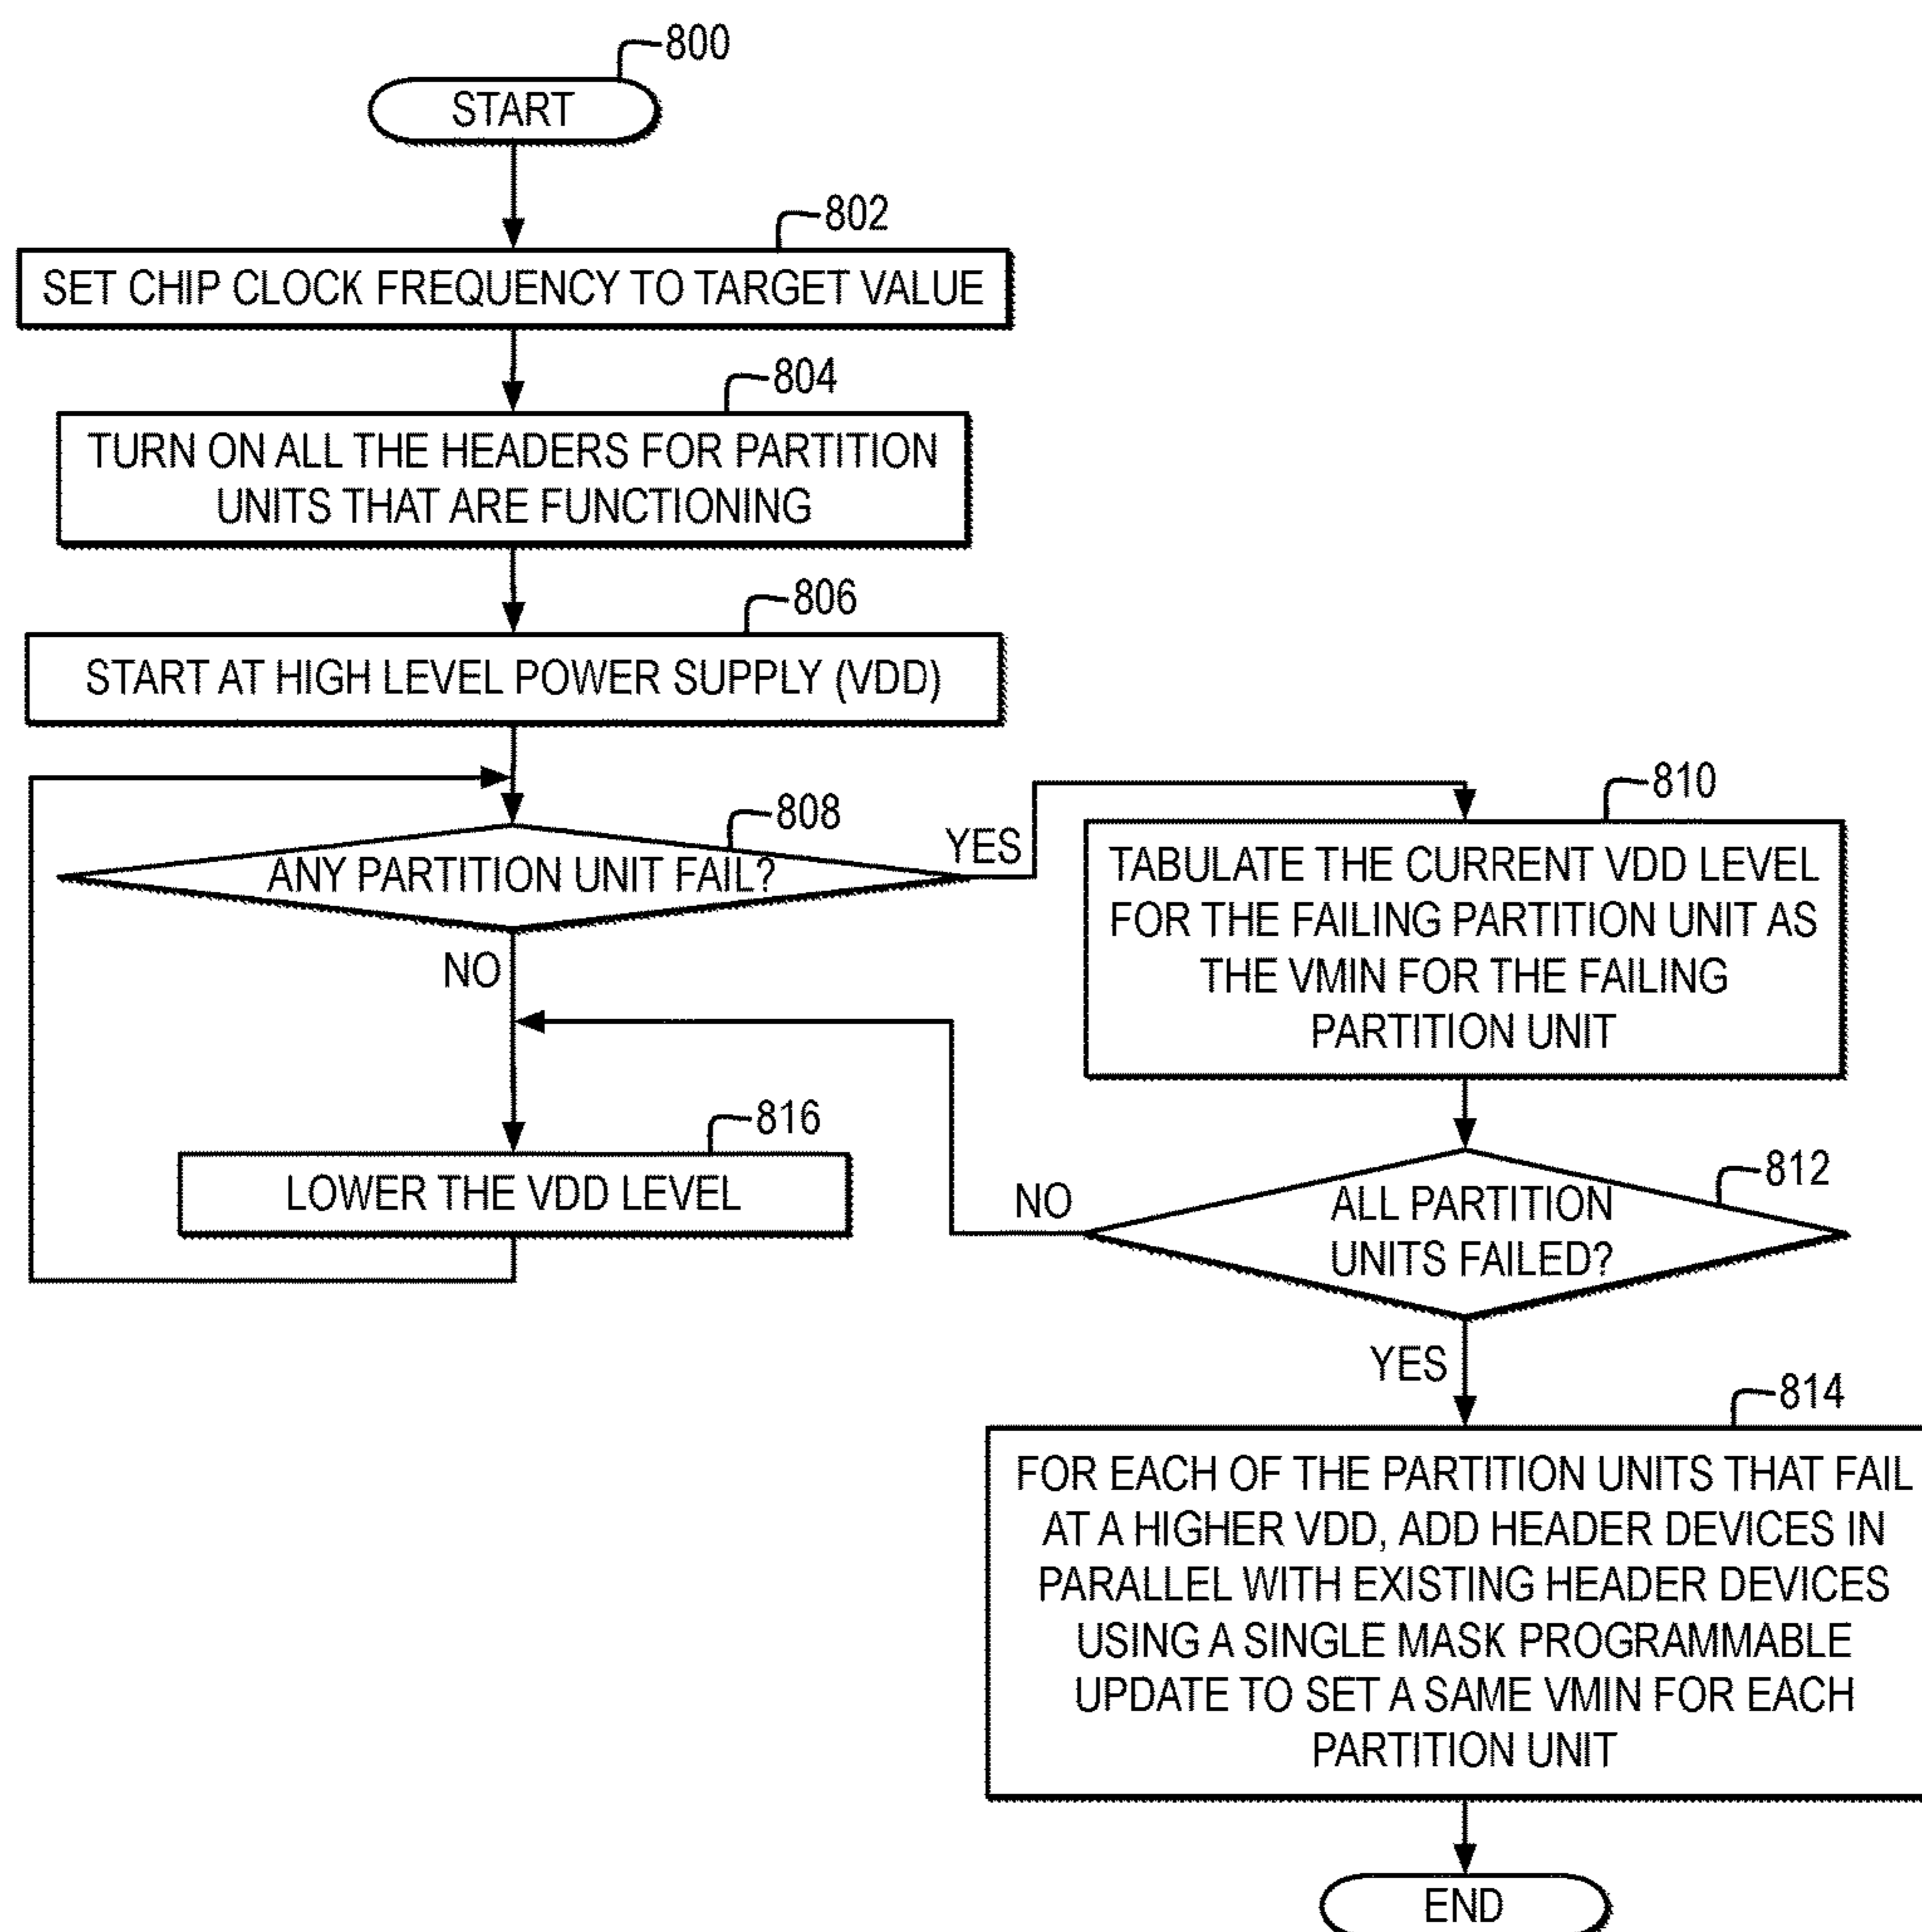 800
START
802
SET CHIP CLOCK FREQUENCY TO TARGET VALUE
804
TURN ON ALL THE HEADERS FOR PARTITION
UNITS THAT ARE FUNCTIONING
806
START AT HIGH LEVEL POWER SUPPLY (VDD)
808
ANY PARTITION UNIT FAIL?
YES
NO
810
TABULATE THE CURRENT VDD LEVEL
FOR THE FAILING PARTITION UNIT AS
THE VMIN FOR THE FAILING
PARTITION UNIT
816
LOWER THE VDD LEVEL
812
ALL PARTITION
UNITS FAILED?
NO
YES
814
FOR EACH OF THE PARTITION UNITS THAT FAIL
AT A HIGHER VDD, ADD HEADER DEVICES IN
PARALLEL WITH EXISTING HEADER DEVICES
USING A SINGLE MASK PROGRAMMABLE
UPDATE TO SET A SAME VMIN FOR EACH
PARTITION UNIT
END